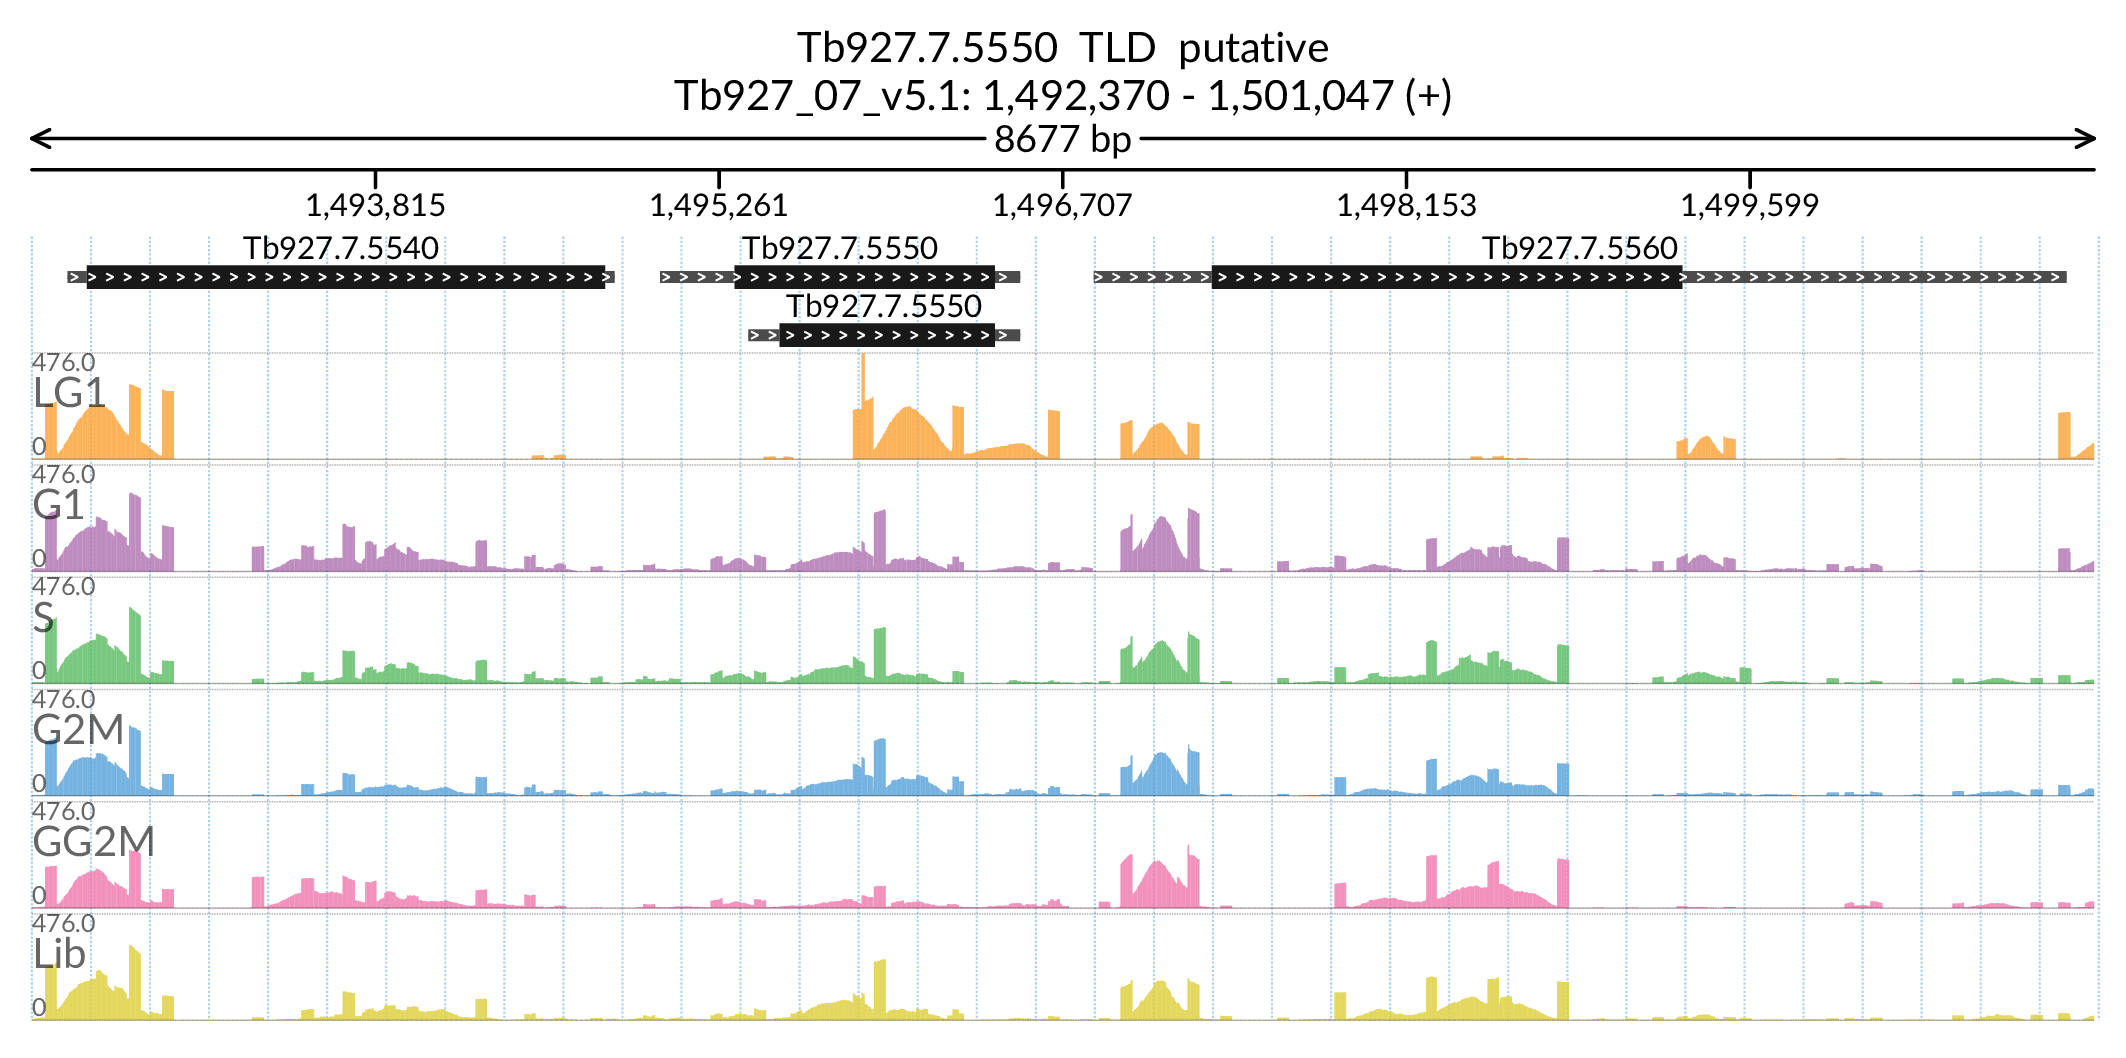 Tb927.7.5550 TLD putative
Tb927_07_v5.1: 1,492,370 - 1,501,047 (+)
8677 bp
1,493,815 1,495,261 1,496,707 1,498,153 1,499,599
Tb927.7.5540 Tb927.7.5550 Tb927.7.5560
Tb927.7.5550
476.0
LG1
0
476.0
G1
0
476.0
S
0
476.0
G2M
0
476.0
GG2M
0
476.0
Lib
0